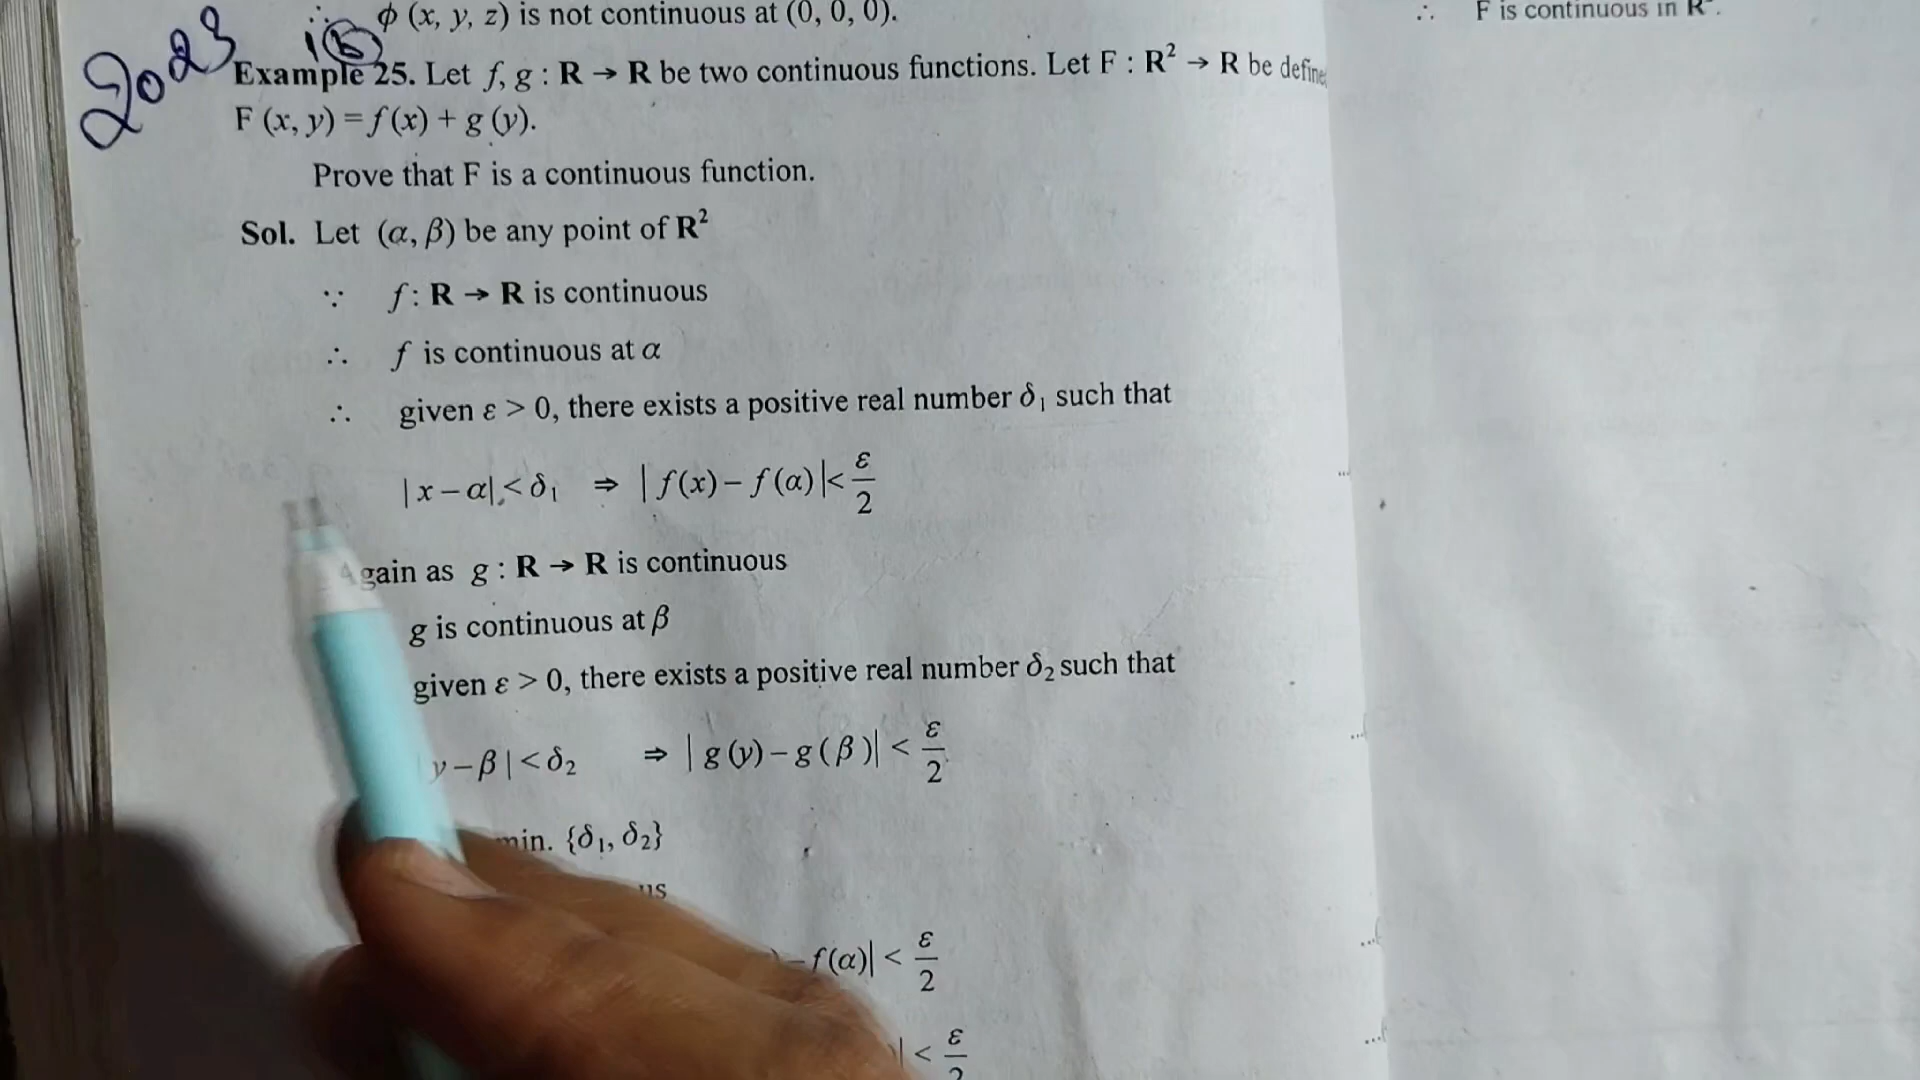 ∴ ϕ (x, y, z) is not continuous at (0, 0, 0).
2023 1(b)
Example 25. Let f, g : R → R be two continuous functions. Let F : R² → R be define
F (x, y) = f(x) + g (y).
Prove that F is a continuous function.
Sol. Let (α, β) be any point of R²
∵ f : R → R is continuous
∴ f is continuous at α
∴ given ε > 0, there exists a positive real number δ₁ such that
| x − α| < δ₁ ⇒ | f(x) − f(α) |< ε/2
Again as g : R → R is continuous
g is continuous at β
given ε > 0, there exists a positive real number δ₂ such that
y − β | < δ₂ ⇒ | g (y) − g (β)| < ε/2
min. {δ₁, δ₂}
us
− f(α)| < ε/2
| < ε/2
∴ F is continuous in R².